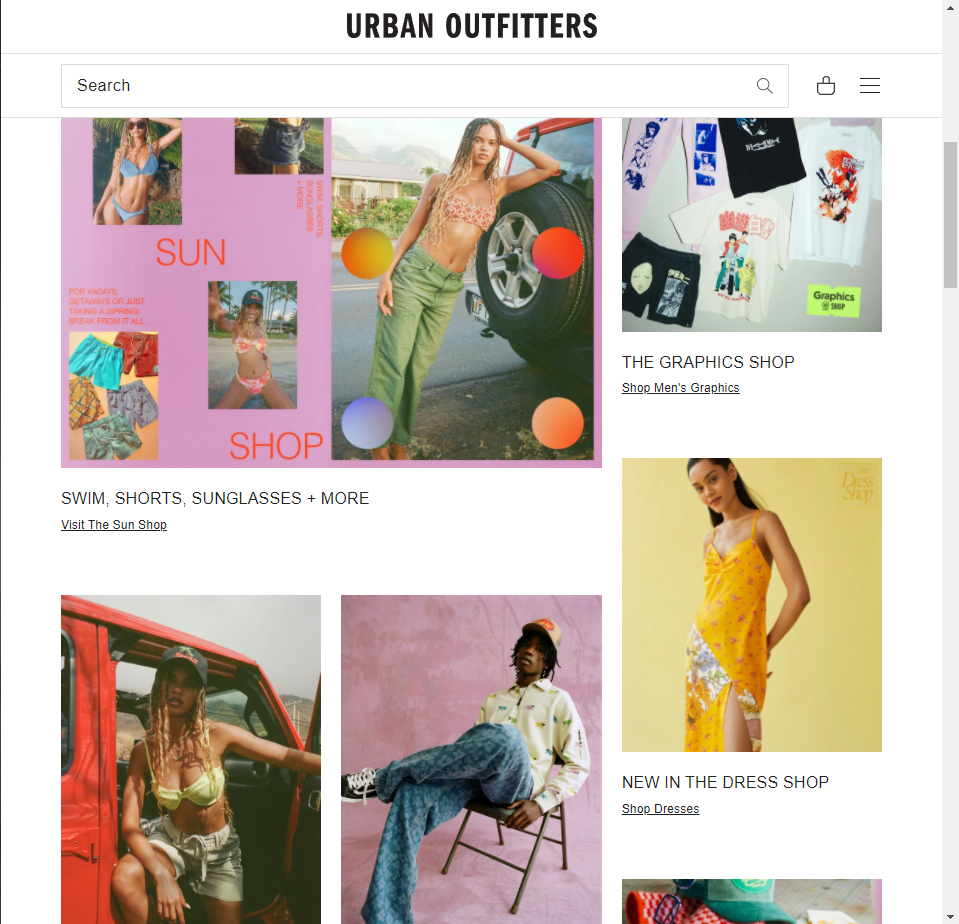 URBAN OUTFITTERS
Search
SWIM, SHORTS,
SUNGLASSES
+ MORE
SUN
FOR VACAYS,
GETAWAYS OR JUST
TAKING A (SPRING)
BREAK FROM IT ALL...
SHOP
SWIM, SHORTS, SUNGLASSES + MORE
Visit The Sun Shop
Graphics
SHOP
THE GRAPHICS SHOP
Shop Men's Graphics
Dress
Shop
NEW IN THE DRESS SHOP
Shop Dresses